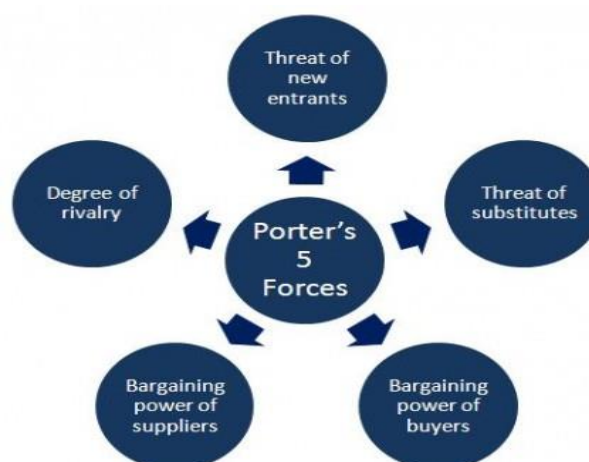 Threat of
new
entrants
Degree of
rivalry
Threat of
substitutes
Porter's
5
Forces
Bargaining
power of
suppliers
Bargaining
power of
buyers